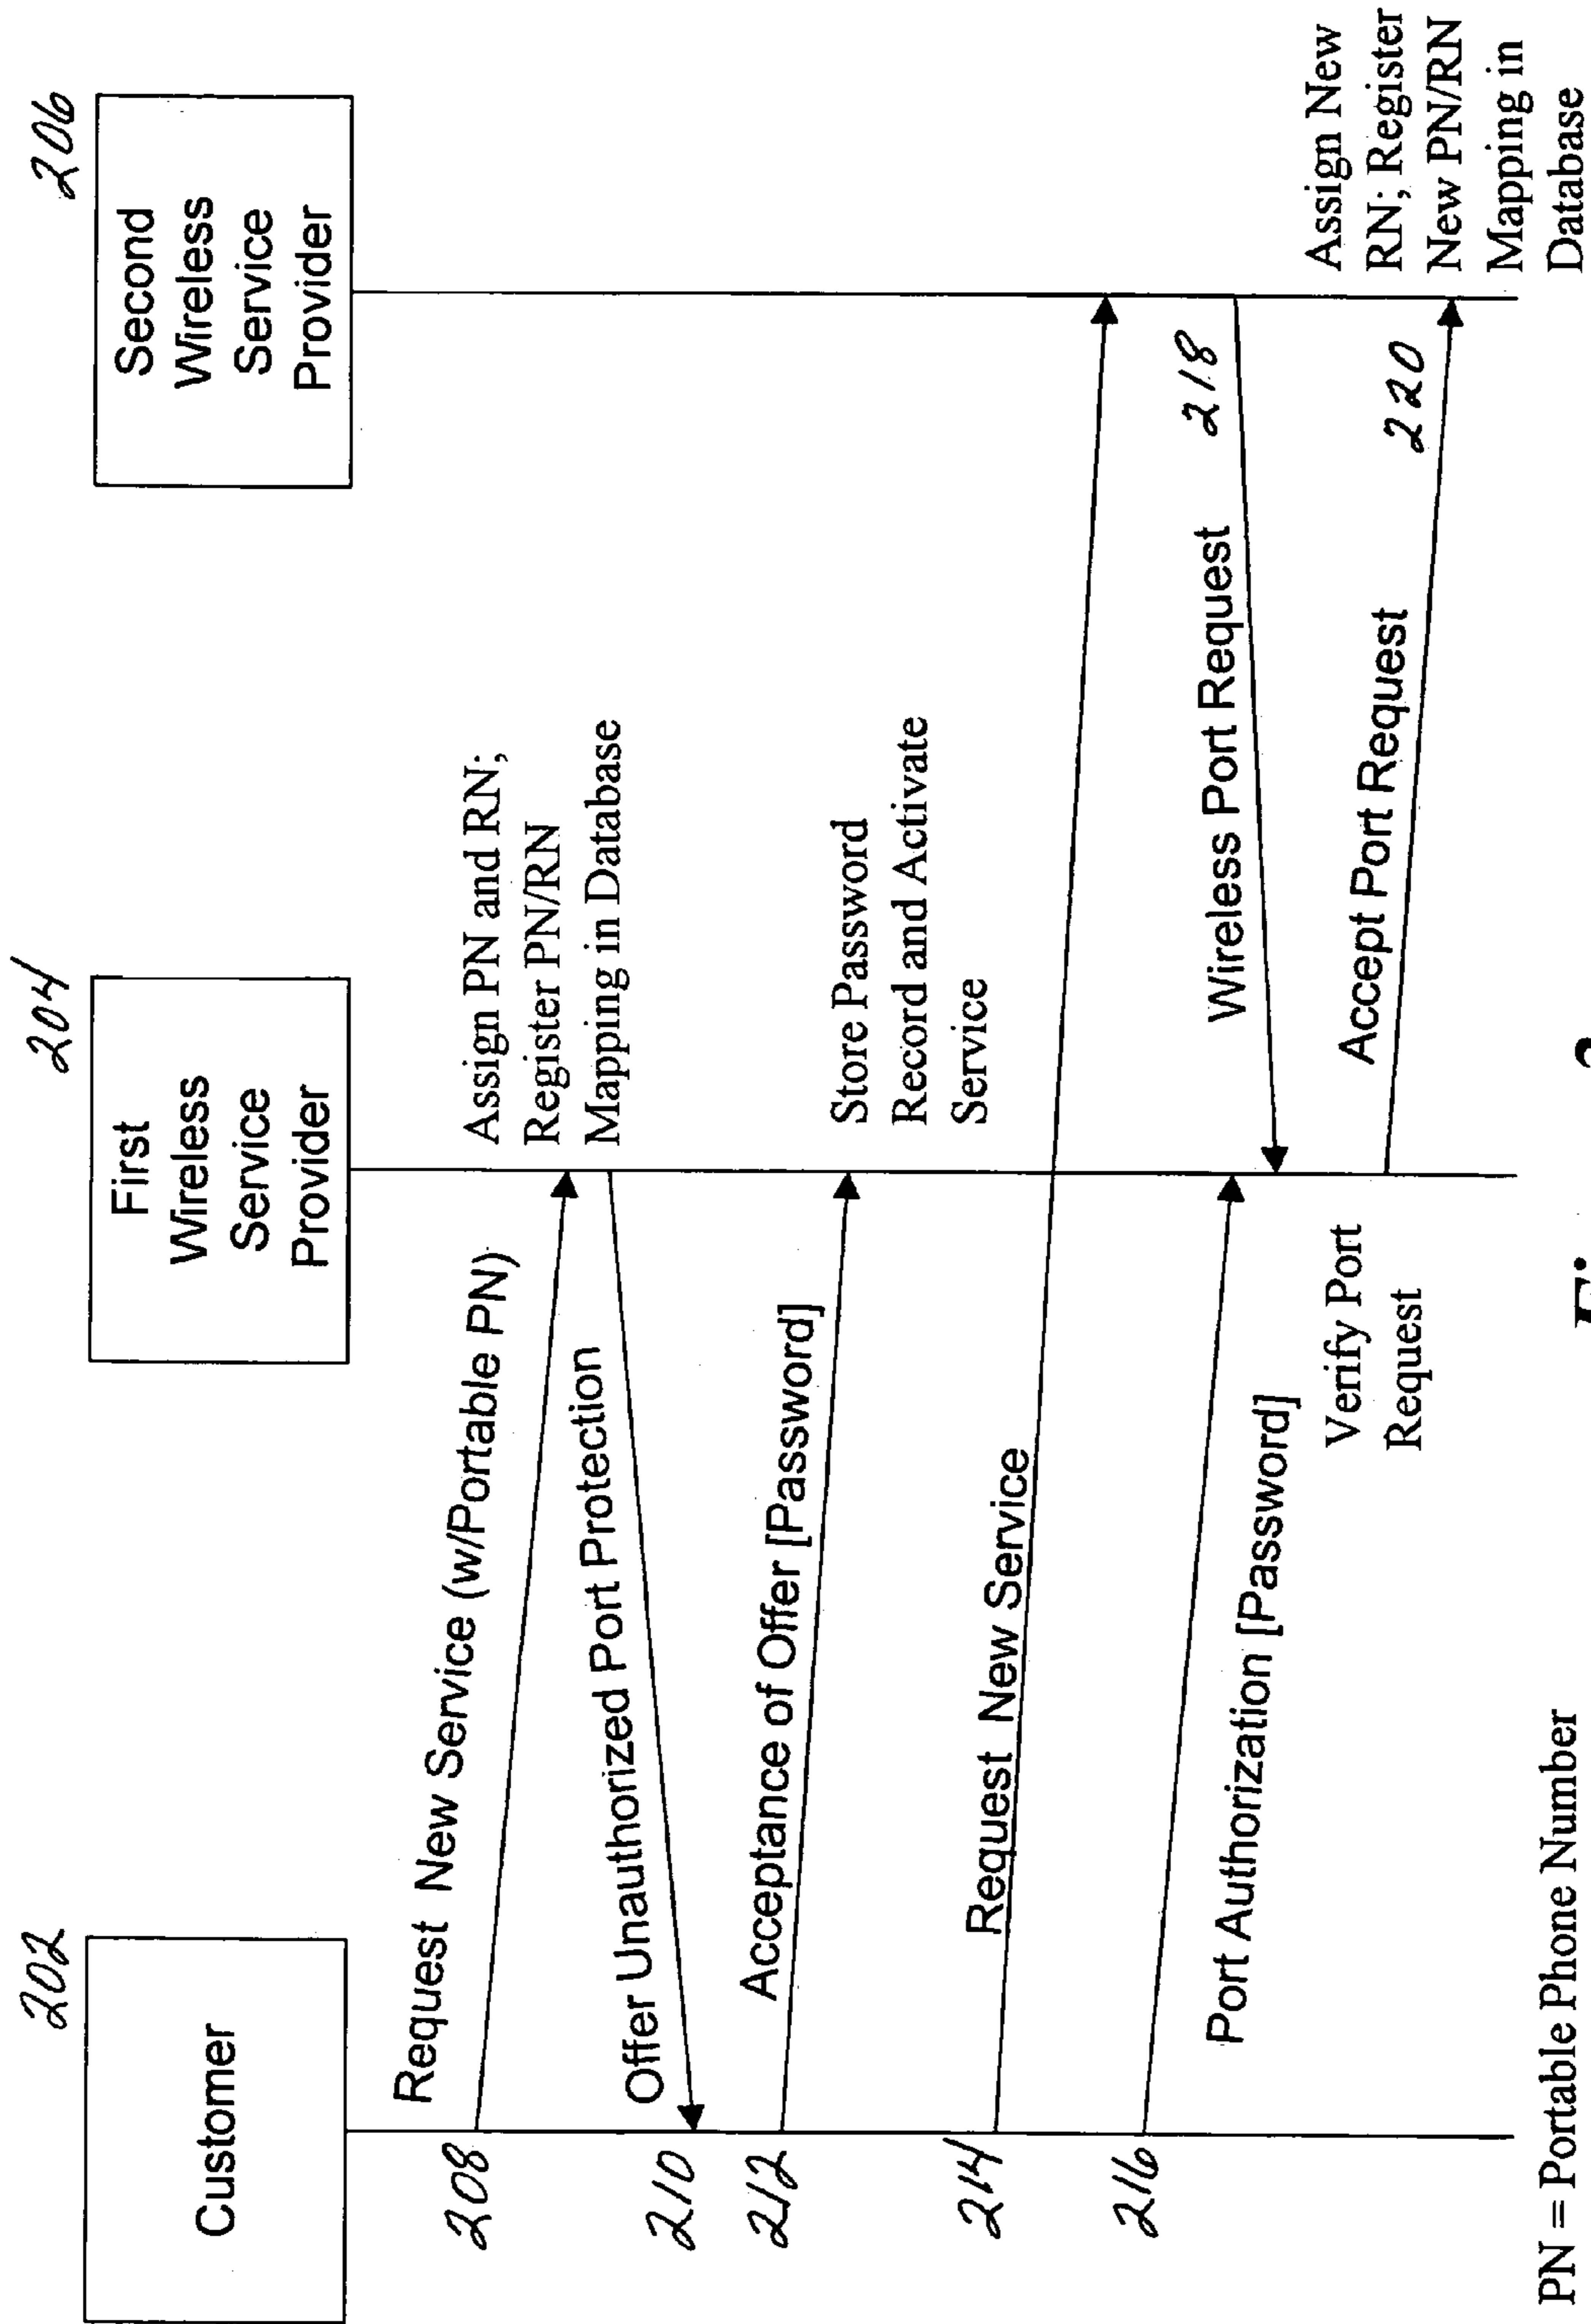 202
Customer
204
First
Wireless
Service
Provider
206
Second
Wireless
Service
Provider
208
Request New Service (w/Portable PN)
Assign PN and RN;
Register PN/RN
Mapping in Database
210
Offer Unauthorized Port Protection
212
Acceptance of Offer [Password]
Store Password
Record and Activate
Service
214
Request New Service
216
Port Authorization [Password]
218
Wireless Port Request
Verify Port
Request
Accept Port Request
220
Assign New
RN; Register
New PN/RN
Mapping in
Database
PN = Portable Phone Number